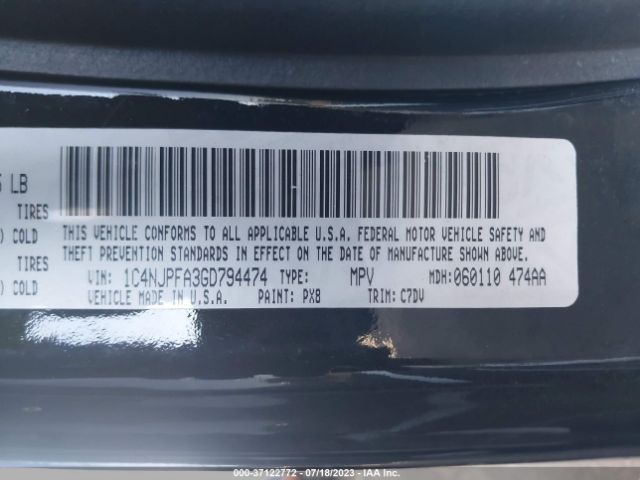 5 LB
TIRES
) COLD
TIRES
) COLD
THIS VEHICLE CONFORMS TO ALL APPLICABLE U.S.A. FEDERAL MOTOR VEHICLE SAFETY AND
THEFT PREVENTION STANDARDS IN EFFECT ON THE DATE OF MANUFACTURE SHOWN ABOVE.
VIN: 1C4NJPFA3GD794474 TYPE: MPV MDH:060110 474AA
VEHICLE MADE IN U.S.A. PAINT: PX8 TRIM: C7DV
000-37122772 - 07/18/2023 - IAA Inc.